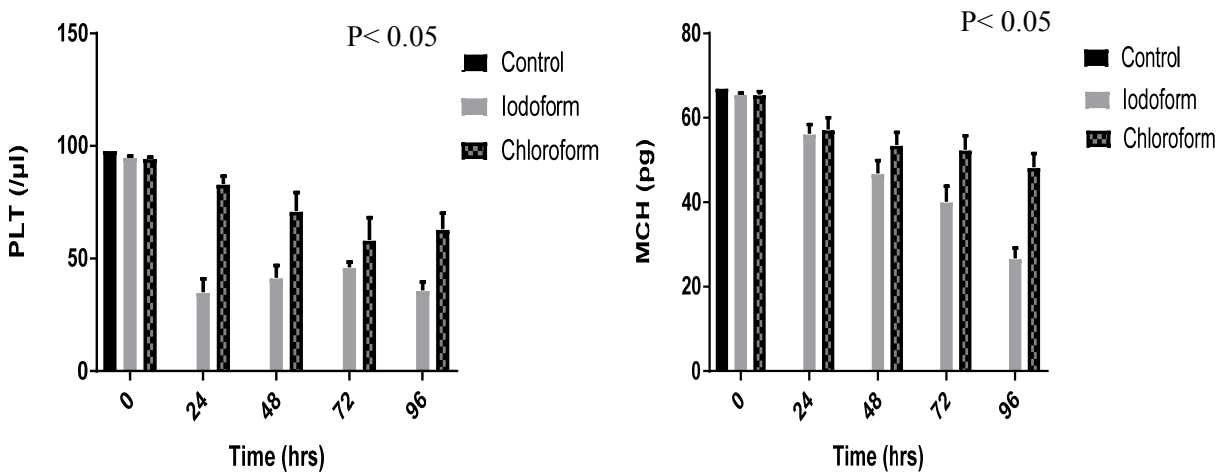 P< 0.05
150
100
50
0
PLT (/µl)
0 24 48 72 96
Time (hrs)
Control
Iodoform
Chloroform
P< 0.05
80
60
40
20
0
MCH (pg)
0 24 48 72 96
Time (hrs)
Control
Iodoform
Chloroform